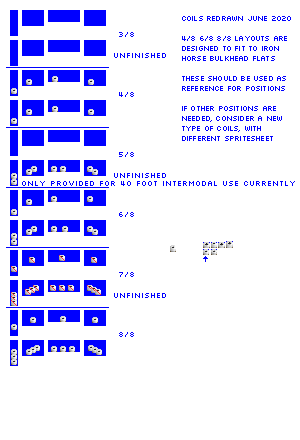 COILS REDRAWN JUNE 2020
3/8
4/8 6/8 8/8 LAYOUTS ARE
DESIGNED TO FIT TO IRON
HORSE BULKHEAD FLATS
UNFINISHED
THESE SHOULD BE USED AS
REFERENCE FOR POSITIONS
4/8
IF OTHER POSITIONS ARE
NEEDED, CONSIDER A NEW
TYPE OF COILS, WITH
DIFFERENT SPRITESHEET
5/8
UNFINISHED
ONLY PROVIDED FOR 40 FOOT INTERMODAL USE CURRENTLY
6/8
7/8
UNFINISHED
8/8